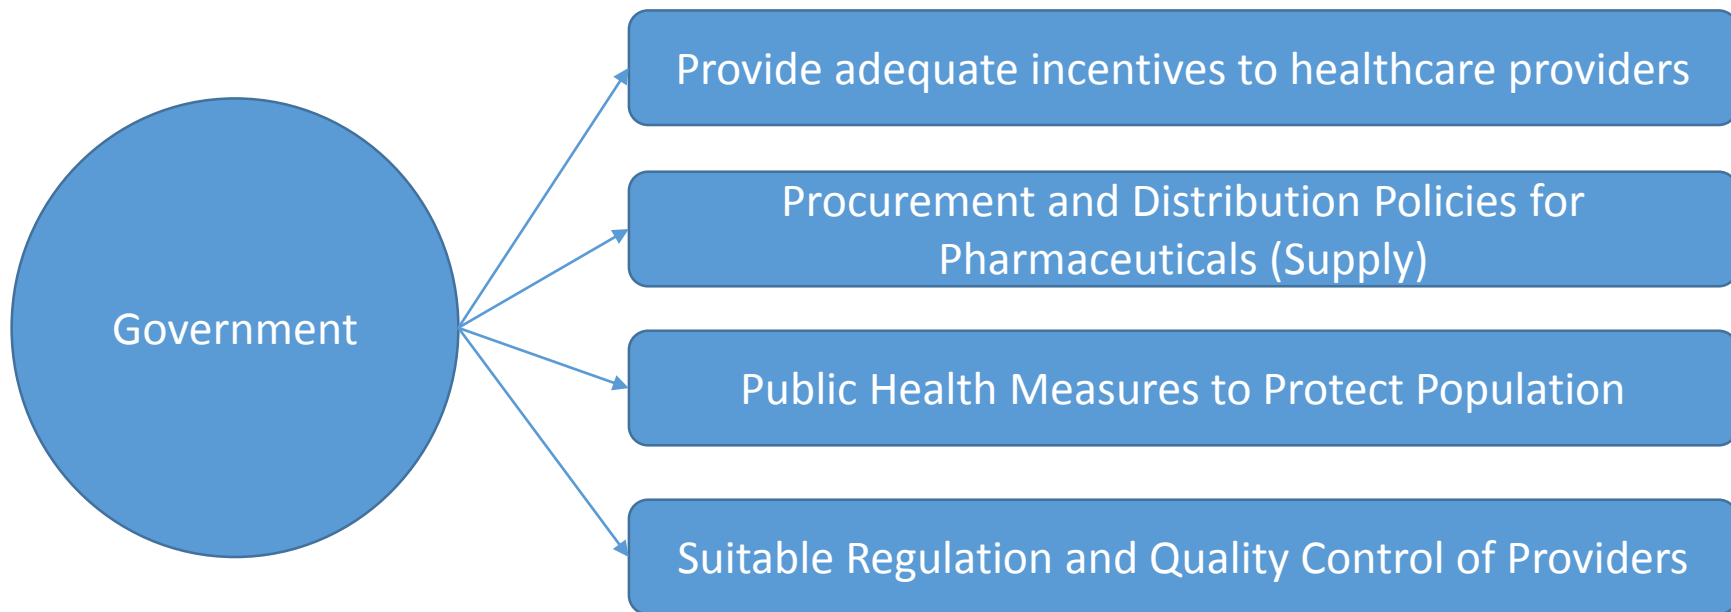 Government
Provide adequate incentives to healthcare providers
Procurement and Distribution Policies for
Pharmaceuticals (Supply)
Public Health Measures to Protect Population
Suitable Regulation and Quality Control of Providers